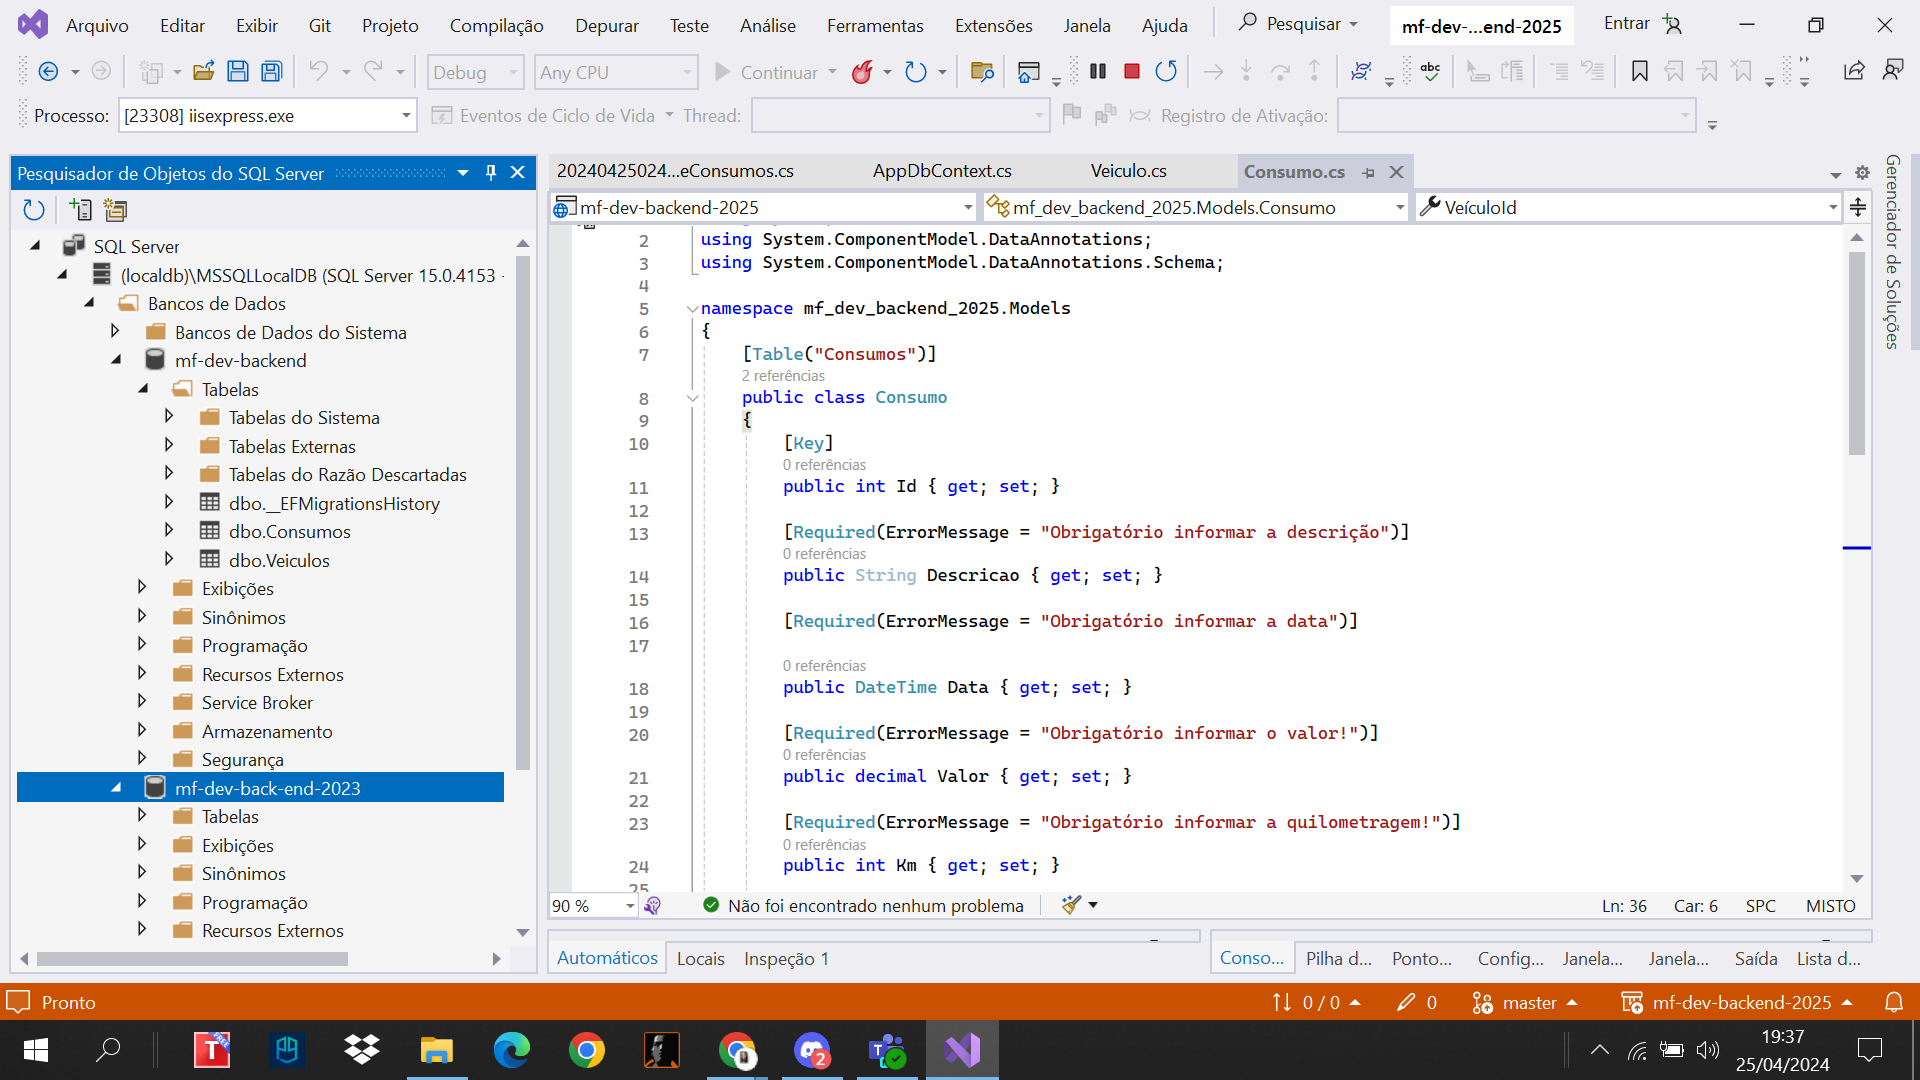 Arquivo Editar Exibir Git Projeto Compilação Depurar Teste Análise Ferramentas Extensões Janela Ajuda Pesquisar mf-dev-...end-2025 Entrar
Debug Any CPU Continuar abc
Processo: [23308] iisexpress.exe Eventos de Ciclo de Vida Thread: Registro de Ativação:
Pesquisador de Objetos do SQL Server
SQL Server
(localdb)\MSSQLLocalDB (SQL Server 15.0.4153 -
Bancos de Dados
Bancos de Dados do Sistema
mf-dev-backend
Tabelas
Tabelas do Sistema
Tabelas Externas
Tabelas do Razão Descartadas
dbo.__EFMigrationsHistory
dbo.Consumos
dbo.Veiculos
Exibições
Sinônimos
Programação
Recursos Externos
Service Broker
Armazenamento
Segurança
mf-dev-back-end-2023
Tabelas
Exibições
Sinônimos
Programação
Recursos Externos
20240425024...eConsumos.cs AppDbContext.cs Veiculo.cs Consumo.cs
mf-dev-backend-2025 mf_dev_backend_2025.Models.Consumo VeículoId
2 using System.ComponentModel.DataAnnotations;
3 using System.ComponentModel.DataAnnotations.Schema;
4
5 namespace mf_dev_backend_2025.Models
6 {
7 [Table("Consumos")]
2 referências
8 public class Consumo
9 {
10 [Key]
0 referências
11 public int Id { get; set; }
12
13 [Required(ErrorMessage = "Obrigatório informar a descrição")]
0 referências
14 public String Descricao { get; set; }
15
16 [Required(ErrorMessage = "Obrigatório informar a data")]
17
0 referências
18 public DateTime Data { get; set; }
19
20 [Required(ErrorMessage = "Obrigatório informar o valor!")]
0 referências
21 public decimal Valor { get; set; }
22
23 [Required(ErrorMessage = "Obrigatório informar a quilometragem!")]
0 referências
24 public int Km { get; set; }
25
90 % Não foi encontrado nenhum problema Ln: 36 Car: 6 SPC MISTO
Automáticos Locais Inspeção 1 Conso... Pilha d... Ponto... Config... Janela... Janela... Saída Lista d...
Gerenciador de Soluções
Pronto 0 / 0 0 master mf-dev-backend-2025
T FREE 2
19:37
25/04/2024